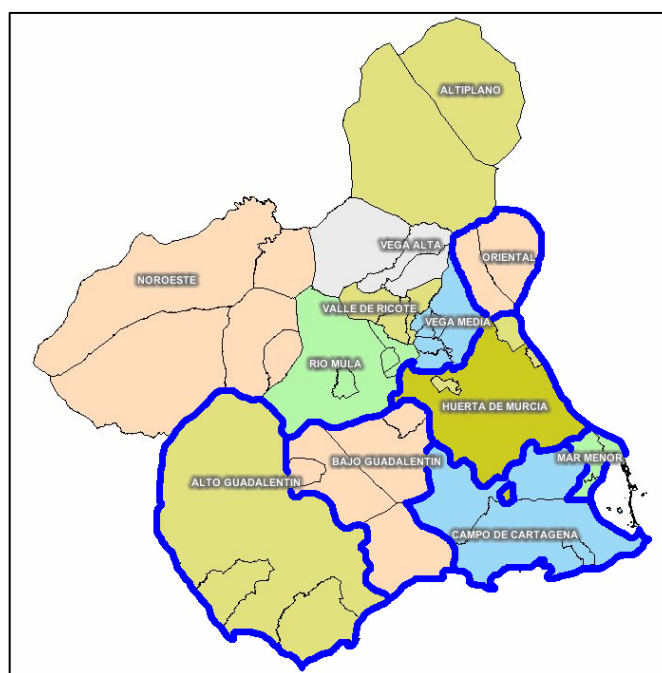 ALTIPLANO
VEGA ALTA
ORIENTAL
NOROESTE
VALLE DE RICOTE
VEGA MEDIA
RIO MULA
HUERTA DE MURCIA
BAJO GUADALENTIN
MAR MENOR
ALTO GUADALENTIN
CAMPO DE CARTAGENA